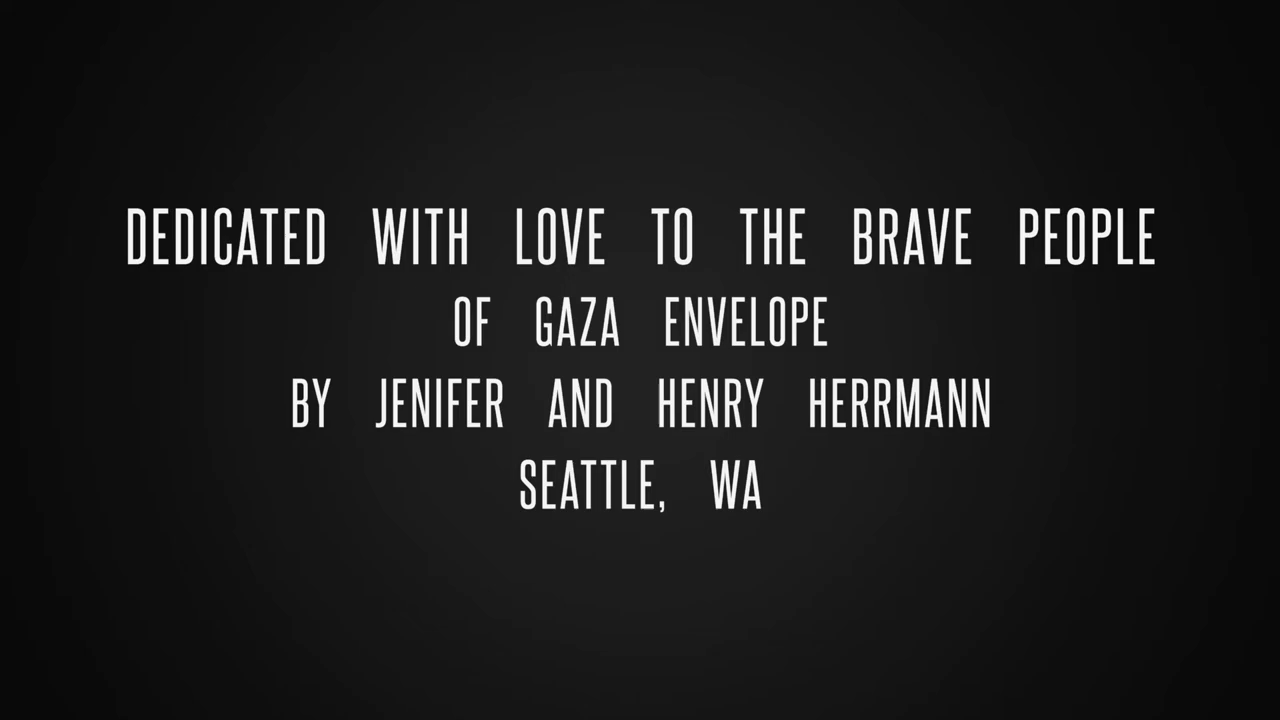 DEDICATED WITH LOVE TO THE BRAVE PEOPLE
OF GAZA ENVELOPE
BY JENIFER AND HENRY HERRMANN
SEATTLE, WA